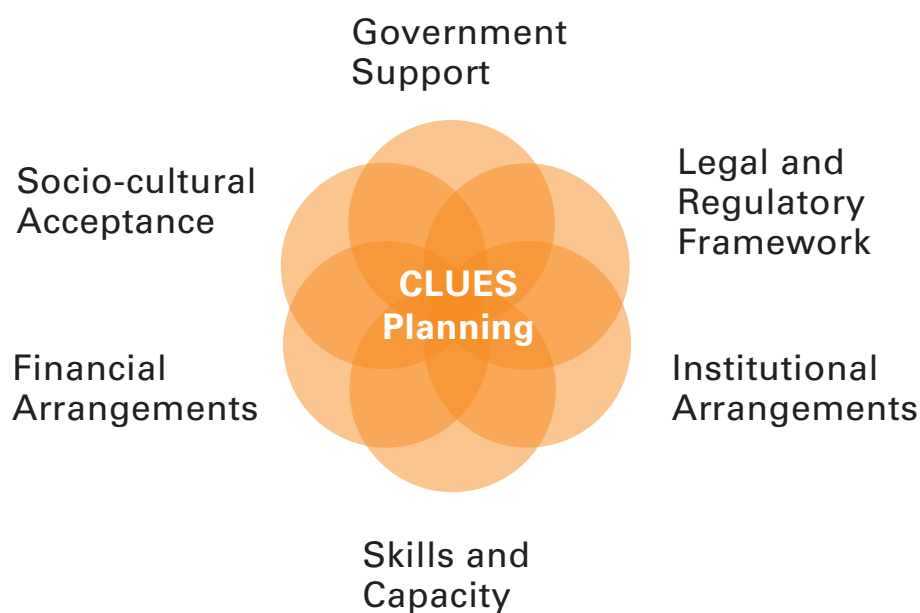 Government
Support
Socio-cultural
Acceptance
Legal and
Regulatory
Framework
CLUES
Planning
Financial
Arrangements
Institutional
Arrangements
Skills and
Capacity